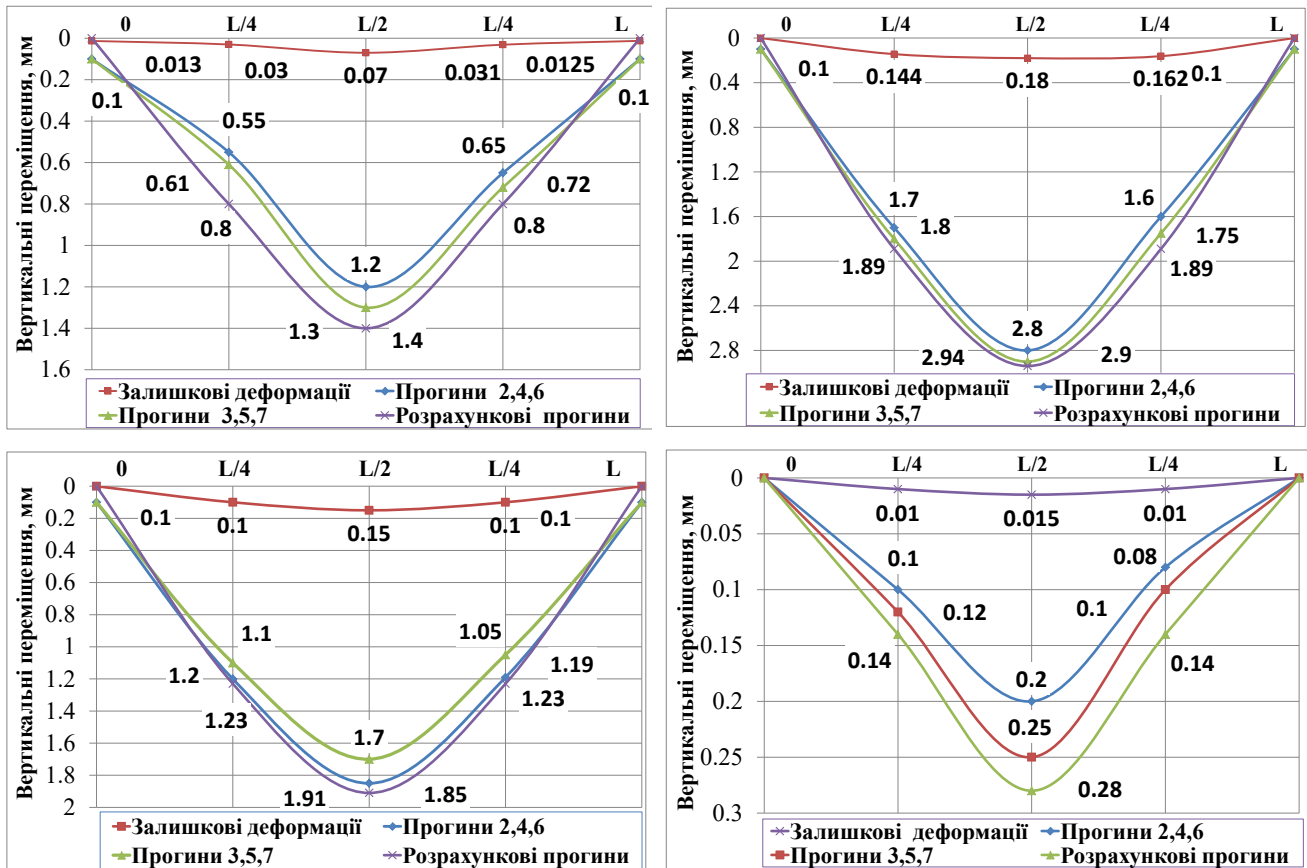 0 L/4 L/2 L/4 L
Вертикальні переміщення, мм
0
0.013 0.03 0.07 0.031 0.0125
0.2
0.1 0.1
0.4
0.55 0.65
0.6
0.61 0.72
0.8
0.8 0.8
1
1.2
1.2
1.3 1.4
1.4
1.6
Залишкові деформації Прогини 2,4,6
Прогини 3,5,7 Розрахункові прогини
0 L/4 L/2 L/4 L
Вертикальні переміщення, мм
0
0.1 0.144 0.18 0.162 0.1
0.4
0.8
1.2
1.7 1.6
1.6
1.8 1.75
1.89 1.89
2
2.4
2.8
2.94 2.9
2.8
Залишкові деформації Прогини 2,4,6
Прогини 3,5,7 Розрахункові прогини
0 L/4 L/2 L/4 L
Вертикальні переміщення, мм
0
0.1 0.1 0.15 0.1 0.1
0.2
0.4
0.6
0.8
1.1 1.05
1
1.2 1.19
1.2
1.23 1.23
1.4
1.7
1.6
1.8
1.91 1.85
2
Залишкові деформації Прогини 2,4,6
Прогини 3,5,7 Розрахункові прогини
0 L/4 L/2 L/4 L
Вертикальні переміщення, мм
0
0.01 0.015 0.01
0.05
0.1 0.08
0.1
0.12 0.1
0.15
0.14 0.14
0.2
0.2
0.25
0.25
0.28
0.3
Залишкові деформації Прогини 2,4,6
Прогини 3,5,7 Розрахункові прогини